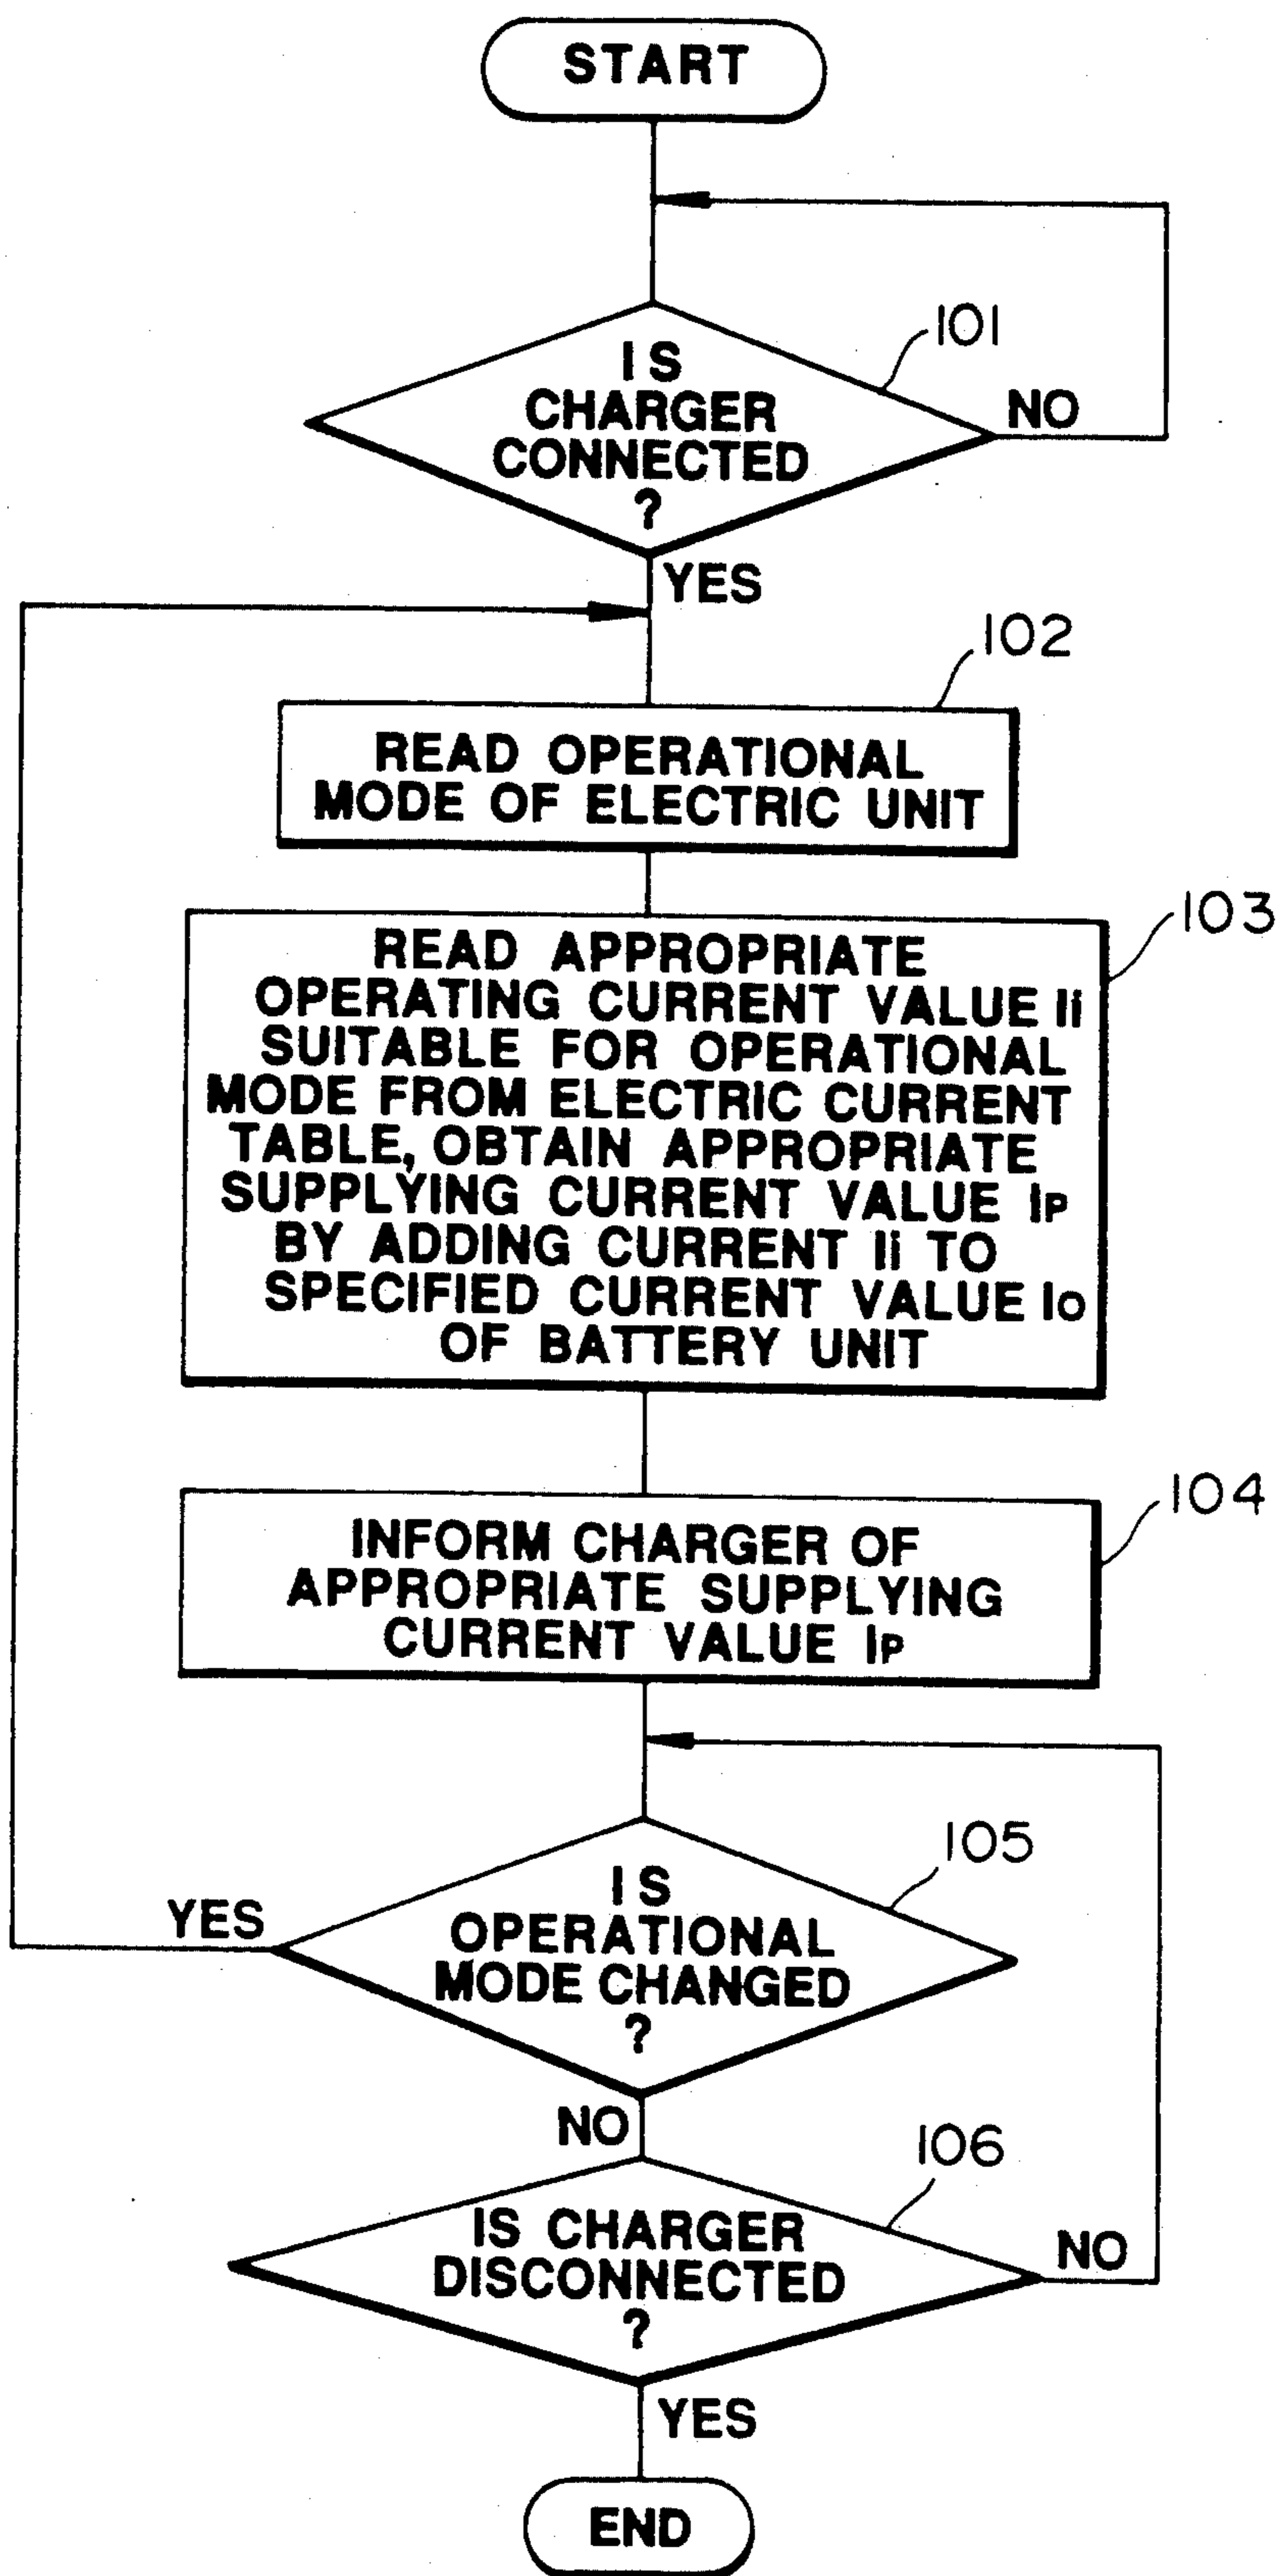 START
101
IS
CHARGER
CONNECTED
?
NO
YES
102
READ OPERATIONAL
MODE OF ELECTRIC UNIT
103
READ APPROPRIATE
OPERATING CURRENT VALUE Ii
SUITABLE FOR OPERATIONAL
MODE FROM ELECTRIC CURRENT
TABLE, OBTAIN APPROPRIATE
SUPPLYING CURRENT VALUE IP
BY ADDING CURRENT Ii TO
SPECIFIED CURRENT VALUE IO
OF BATTERY UNIT
104
INFORM CHARGER OF
APPROPRIATE SUPPLYING
CURRENT VALUE IP
105
IS
OPERATIONAL
MODE CHANGED
?
YES
NO
106
IS CHARGER
DISCONNECTED
?
NO
YES
END